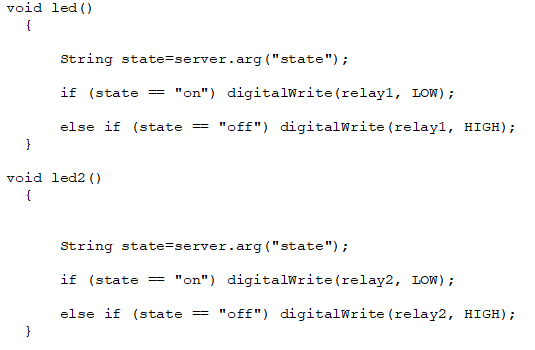 void led()
{
String state=server.arg("state");
if (state == "on") digitalWrite(relay1, LOW);
else if (state == "off") digitalWrite(relay1, HIGH);
}
void led2()
{
String state=server.arg("state");
if (state == "on") digitalWrite(relay2, LOW);
else if (state == "off") digitalWrite(relay2, HIGH);
}